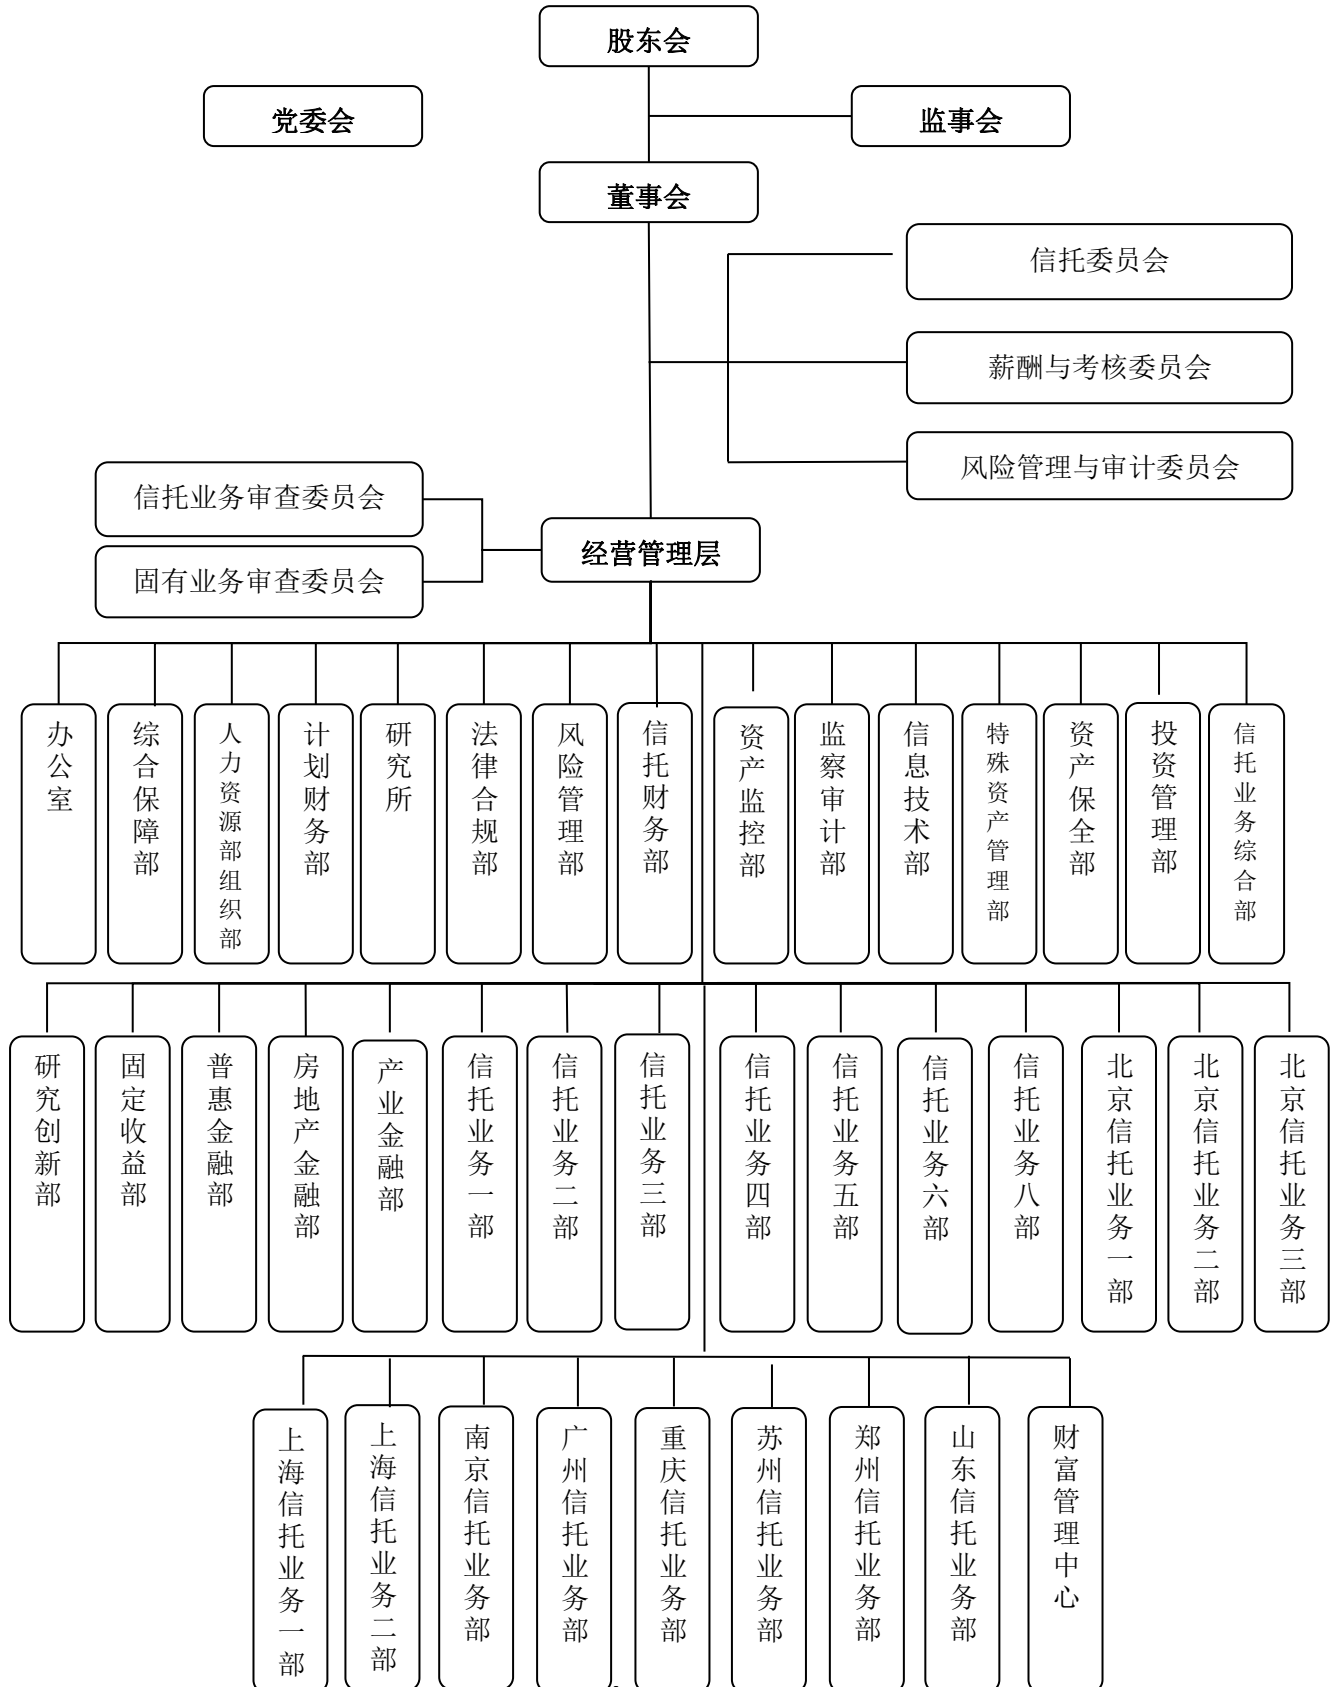 股东会
党委会
监事会
董事会
信托委员会
薪酬与考核委员会
风险管理与审计委员会
信托业务审查委员会
经营管理层
固有业务审查委员会
办公室
综合保障部
人力资源部组织部
计划财务部
研究所
法律合规部
风险管理部
信托财务部
资产监控部
监察审计部
信息技术部
特殊资产管理部
资产保全部
投资管理部
信托业务综合部
研究创新部
固定收益部
普惠金融部
房地产金融部
产业金融部
信托业务一部
信托业务二部
信托业务三部
信托业务四部
信托业务五部
信托业务六部
信托业务八部
北京信托业务一部
北京信托业务二部
北京信托业务三部
上海信托业务一部
上海信托业务二部
南京信托业务部
广州信托业务部
重庆信托业务部
苏州信托业务部
郑州信托业务部
山东信托业务部
财富管理中心